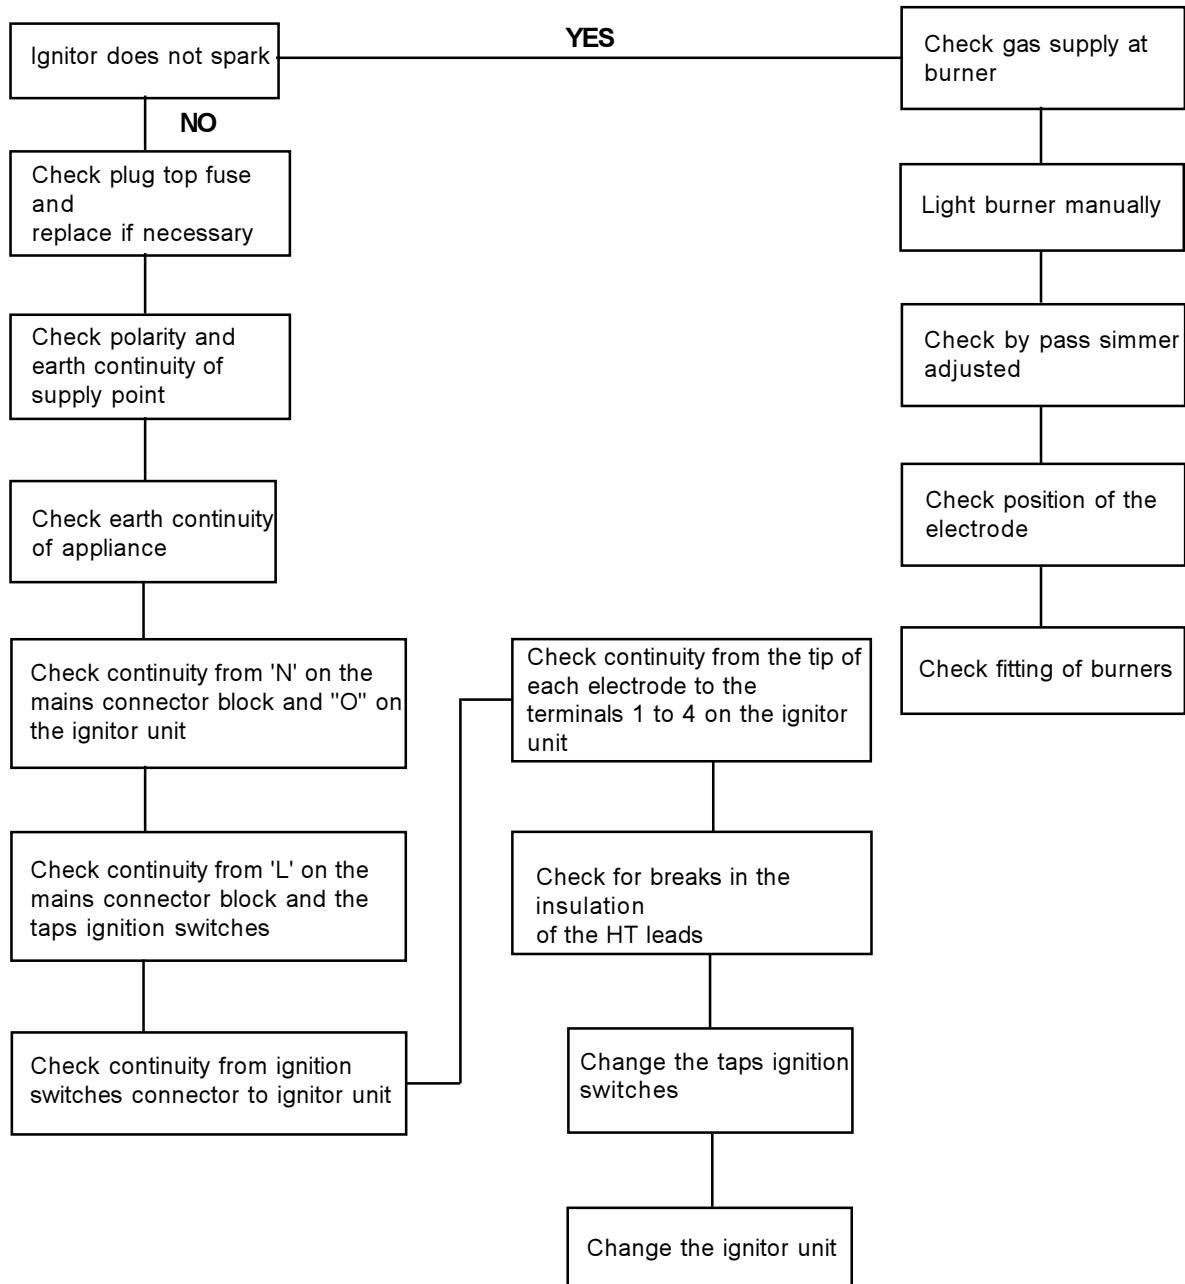 Ignitor does not spark
YES
NO
Check plug top fuse
and
replace if necessary
Check polarity and
earth continuity of
supply point
Check earth continuity
of appliance
Check continuity from 'N' on the
mains connector block and "O" on
the ignitor unit
Check continuity from 'L' on the
mains connector block and the
taps ignition switches
Check continuity from ignition
switches connector to ignitor unit
Check continuity from the tip of
each electrode to the
terminals 1 to 4 on the ignitor
unit
Check for breaks in the
insulation
of the HT leads
Change the taps ignition
switches
Change the ignitor unit
Check gas supply at
burner
Light burner manually
Check by pass simmer
adjusted
Check position of the
electrode
Check fitting of burners